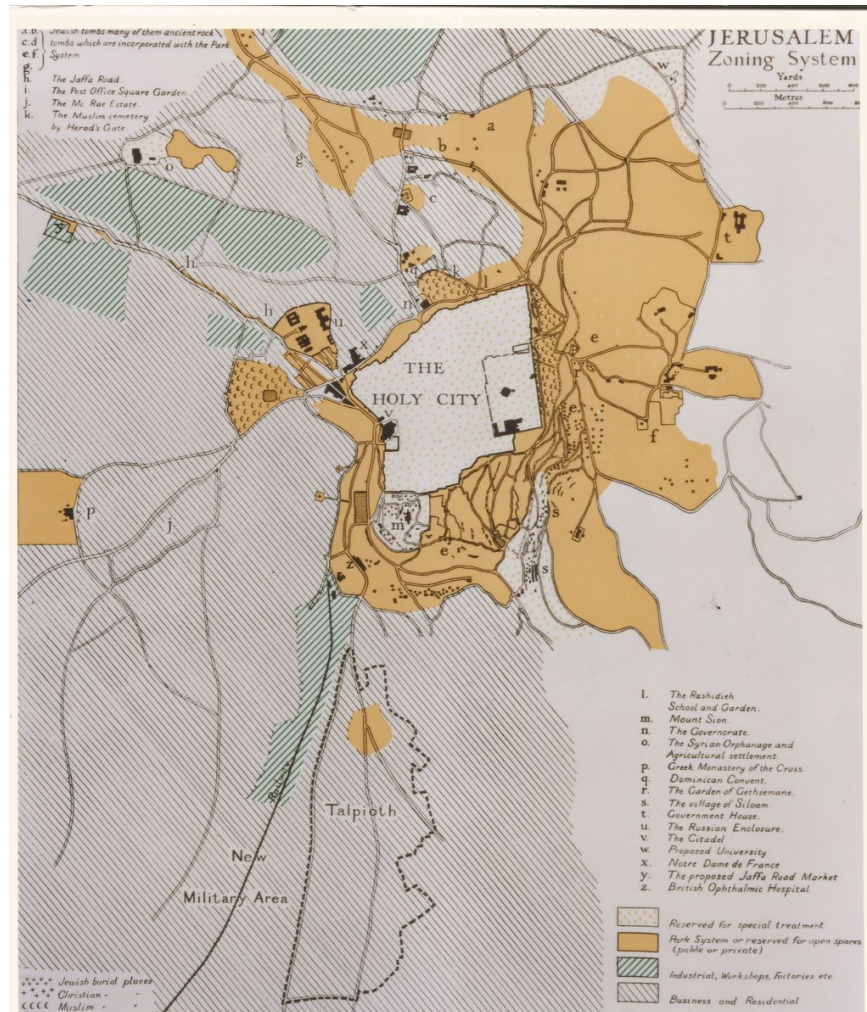 Jewish tombs many of them ancient rock
c.d tombs which are incorporated with the Park
e.f. System
g.
h. The Jaffa Road.
i. The Post Office Square Garden.
j. The Mc. Rae Estate.
k. The Muslim cemetery
by Herod's Gate.
JERUSALEM
Zoning System
Yards
Metres
w
a
b
g
o
c
t
h
q
k
l
n
h
u
x
e
THE
HOLY CITY
v
e
f
p
j
m
s
e
z
s
Railway
Talpioth
New
Military Area
l. The Rashidieh
School and Garden.
m. Mount Sion.
n. The Governorate.
o. The Syrian Orphanage and
Agricultural settlement.
p. Greek Monastery of the Cross.
q. Dominican Convent.
r. The Garden of Gethsemane.
s. The village of Siloam.
t. Government House.
u. The Russian Enclosure.
v. The Citadel
w. Proposed University
x. Notre Dame de France
y. The proposed Jaffa Road Market
z. British Ophthalmic Hospital.
Reserved for special treatment
Park System or reserved for open spaces
(public or private)
Industrial, Workshops, Factories etc
Business and Residential
Jewish burial places
Christian - "
Muslim - "